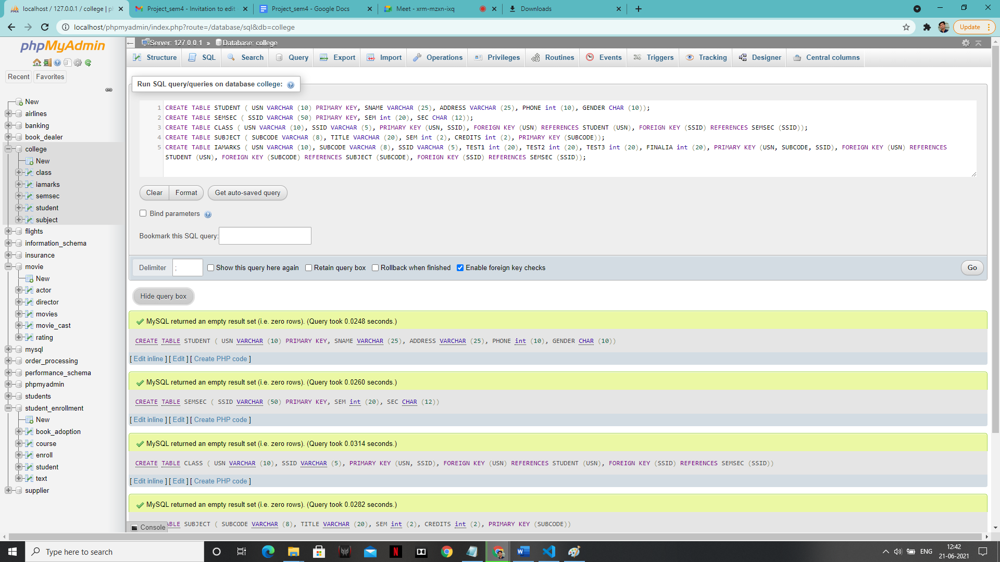 localhost / 127.0.0.1 / college | ph
Project_sem4 - Invitation to edit
Project_sem4 - Google Docs
Meet - xrm-mzxn-ixq
Downloads
localhost/phpmyadmin/index.php?route=/database/sql&db=college
Update
phpMyAdmin
Recent
Favorites
New
airlines
banking
book_dealer
college
New
class
iamarks
semsec
student
subject
flights
information_schema
insurance
movie
New
actor
director
movies
movie_cast
rating
mysql
order_processing
performance_schema
phpmyadmin
students
student_enrollment
New
book_adoption
course
enroll
student
text
supplier
Server: 127.0.0.1 » Database: college
Structure SQL Search Query Export Import Operations Privileges Routines Events Triggers Tracking Designer Central columns
Run SQL query/queries on database college:
1 CREATE TABLE STUDENT ( USN VARCHAR (10) PRIMARY KEY, SNAME VARCHAR (25), ADDRESS VARCHAR (25), PHONE int (10), GENDER CHAR (10));
2 CREATE TABLE SEMSEC ( SSID VARCHAR (50) PRIMARY KEY, SEM int (20), SEC CHAR (12));
3 CREATE TABLE CLASS ( USN VARCHAR (10), SSID VARCHAR (5), PRIMARY KEY (USN, SSID), FOREIGN KEY (USN) REFERENCES STUDENT (USN), FOREIGN KEY (SSID) REFERENCES SEMSEC (SSID));
4 CREATE TABLE SUBJECT ( SUBCODE VARCHAR (8), TITLE VARCHAR (20), SEM int (2), CREDITS int (2), PRIMARY KEY (SUBCODE));
5 CREATE TABLE IAMARKS ( USN VARCHAR (10), SUBCODE VARCHAR (8), SSID VARCHAR (5), TEST1 int (20), TEST2 int (20), TEST3 int (20), FINALIA int (20), PRIMARY KEY (USN, SUBCODE, SSID), FOREIGN KEY (USN) REFERENCES
STUDENT (USN), FOREIGN KEY (SUBCODE) REFERENCES SUBJECT (SUBCODE), FOREIGN KEY (SSID) REFERENCES SEMSEC (SSID));
Clear Format Get auto-saved query
Bind parameters
Bookmark this SQL query:
Delimiter ; Show this query here again Retain query box Rollback when finished Enable foreign key checks Go
Hide query box
MySQL returned an empty result set (i.e. zero rows). (Query took 0.0248 seconds.)
CREATE TABLE STUDENT ( USN VARCHAR (10) PRIMARY KEY, SNAME VARCHAR (25), ADDRESS VARCHAR (25), PHONE int (10), GENDER CHAR (10))
[ Edit inline ] [ Edit ] [ Create PHP code ]
MySQL returned an empty result set (i.e. zero rows). (Query took 0.0260 seconds.)
CREATE TABLE SEMSEC ( SSID VARCHAR (50) PRIMARY KEY, SEM int (20), SEC CHAR (12))
[ Edit inline ] [ Edit ] [ Create PHP code ]
MySQL returned an empty result set (i.e. zero rows). (Query took 0.0314 seconds.)
CREATE TABLE CLASS ( USN VARCHAR (10), SSID VARCHAR (5), PRIMARY KEY (USN, SSID), FOREIGN KEY (USN) REFERENCES STUDENT (USN), FOREIGN KEY (SSID) REFERENCES SEMSEC (SSID))
[ Edit inline ] [ Edit ] [ Create PHP code ]
MySQL returned an empty result set (i.e. zero rows). (Query took 0.0282 seconds.)
ABLE SUBJECT ( SUBCODE VARCHAR (8), TITLE VARCHAR (20), SEM int (2), CREDITS int (2), PRIMARY KEY (SUBCODE))
Console
Type here to search
ENG
12:42
21-06-2021